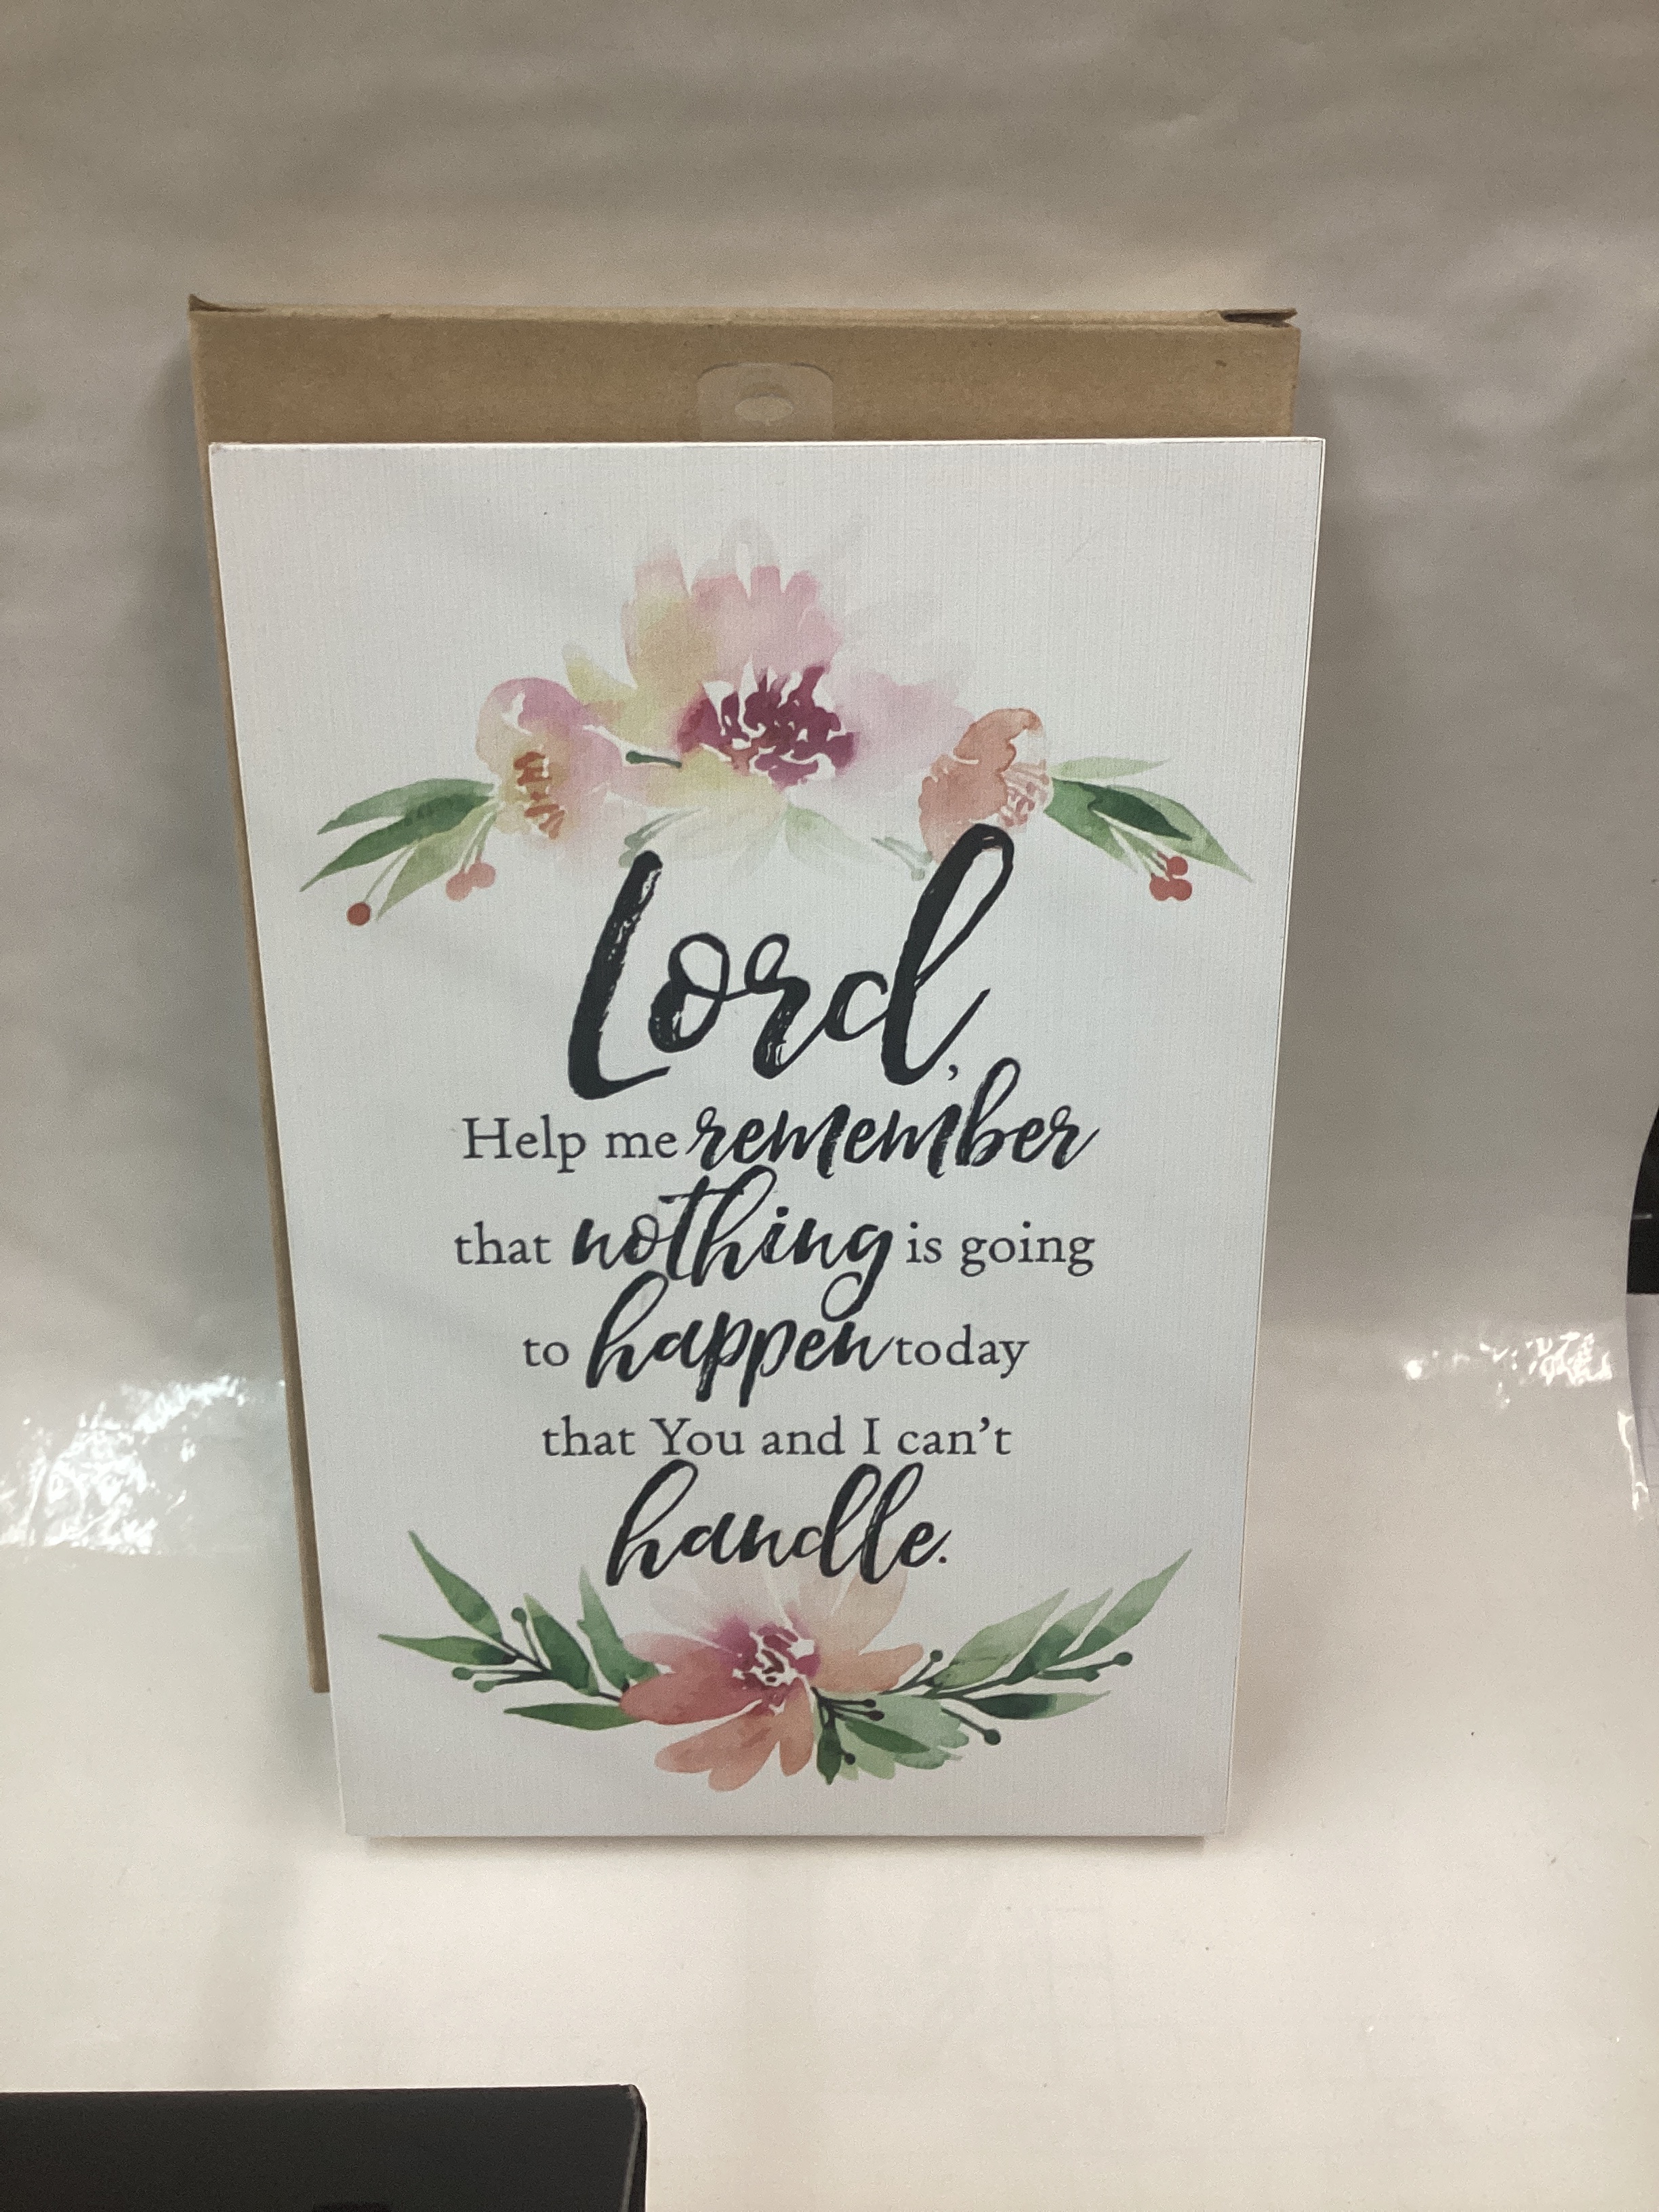 Lord,
Help me remember
that nothing is going
to happen today
that You and I can't
handle.